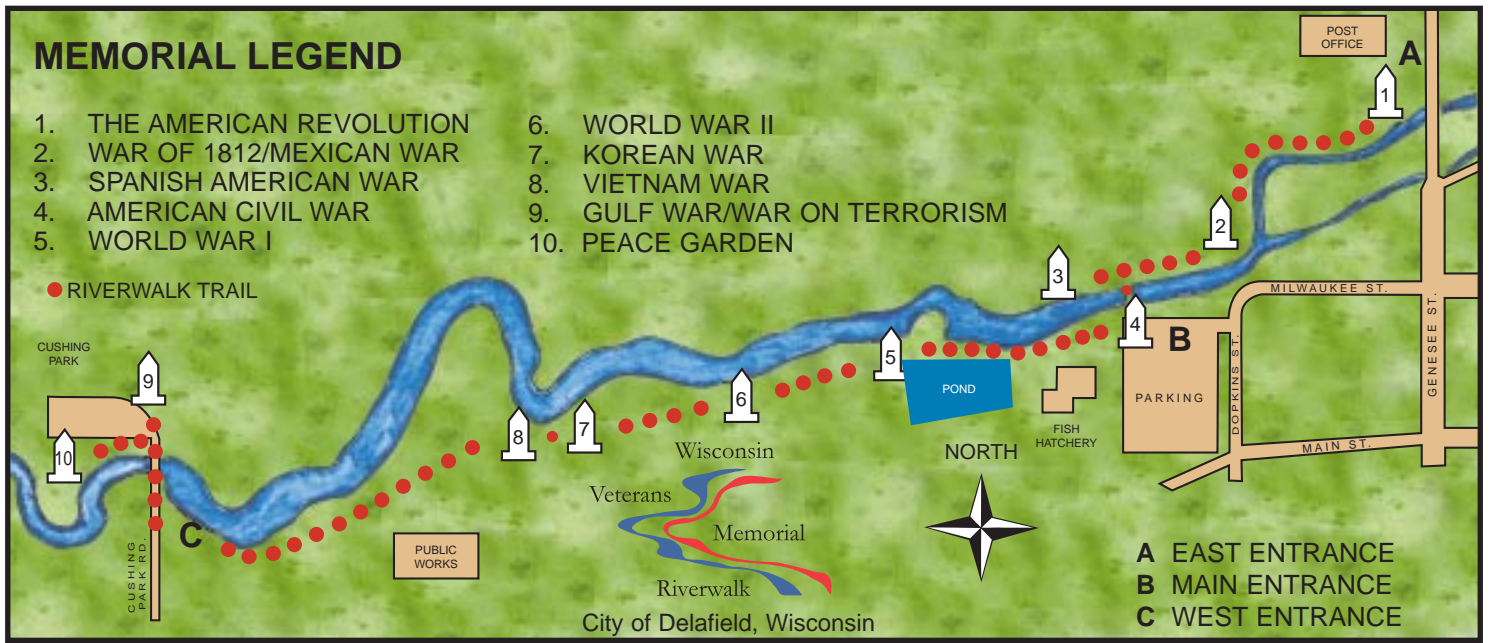 MEMORIAL LEGEND
1. THE AMERICAN REVOLUTION
2. WAR OF 1812/MEXICAN WAR
3. SPANISH AMERICAN WAR
4. AMERICAN CIVIL WAR
5. WORLD WAR I
6. WORLD WAR II
7. KOREAN WAR
8. VIETNAM WAR
9. GULF WAR/WAR ON TERRORISM
10. PEACE GARDEN
RIVERWALK TRAIL
POST
OFFICE
A
1
2
3
4
B
MILWAUKEE ST.
GENESEE ST.
DOPKINS ST.
MAIN ST.
PARKING
FISH
HATCHERY
POND
5
6
7
8
CUSHING
PARK
9
10
C
CUSHING
PARK RD.
PUBLIC
WORKS
Wisconsin
Veterans
Memorial
Riverwalk
City of Delafield, Wisconsin
NORTH
A EAST ENTRANCE
B MAIN ENTRANCE
C WEST ENTRANCE